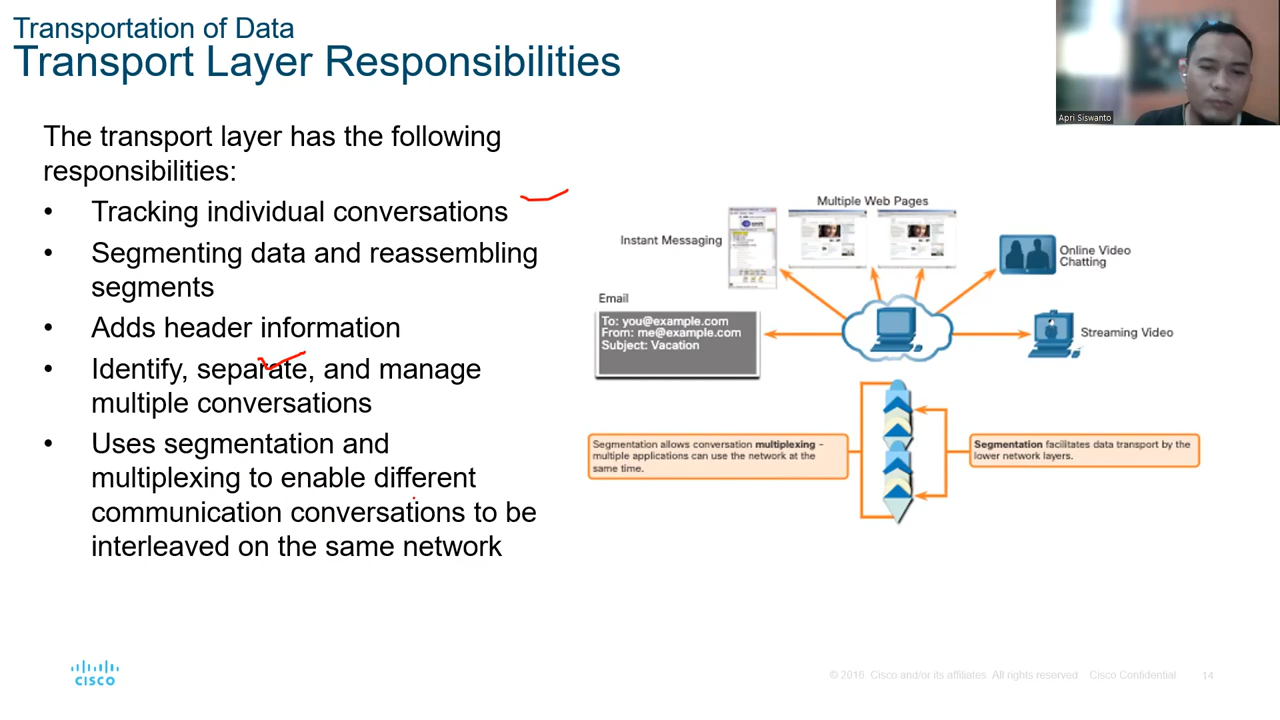 Transportation of Data
Transport Layer Responsibilities
Apri Siswanto
The transport layer has the following
responsibilities:
• Tracking individual conversations
• Segmenting data and reassembling
segments
• Adds header information
• Identify, separate, and manage
multiple conversations
• Uses segmentation and
multiplexing to enable different
communication conversations to be
interleaved on the same network
Multiple Web Pages
Instant Messaging
Online Video
Chatting
Email
To: you@example.com
From: me@example.com
Subject: Vacation
Streaming Video
Segmentation allows conversation multiplexing -
multiple applications can use the network at the
same time.
Segmentation facilitates data transport by the
lower network layers.
CISCO
© 2016 Cisco and/or its affiliates. All rights reserved. Cisco Confidential
14